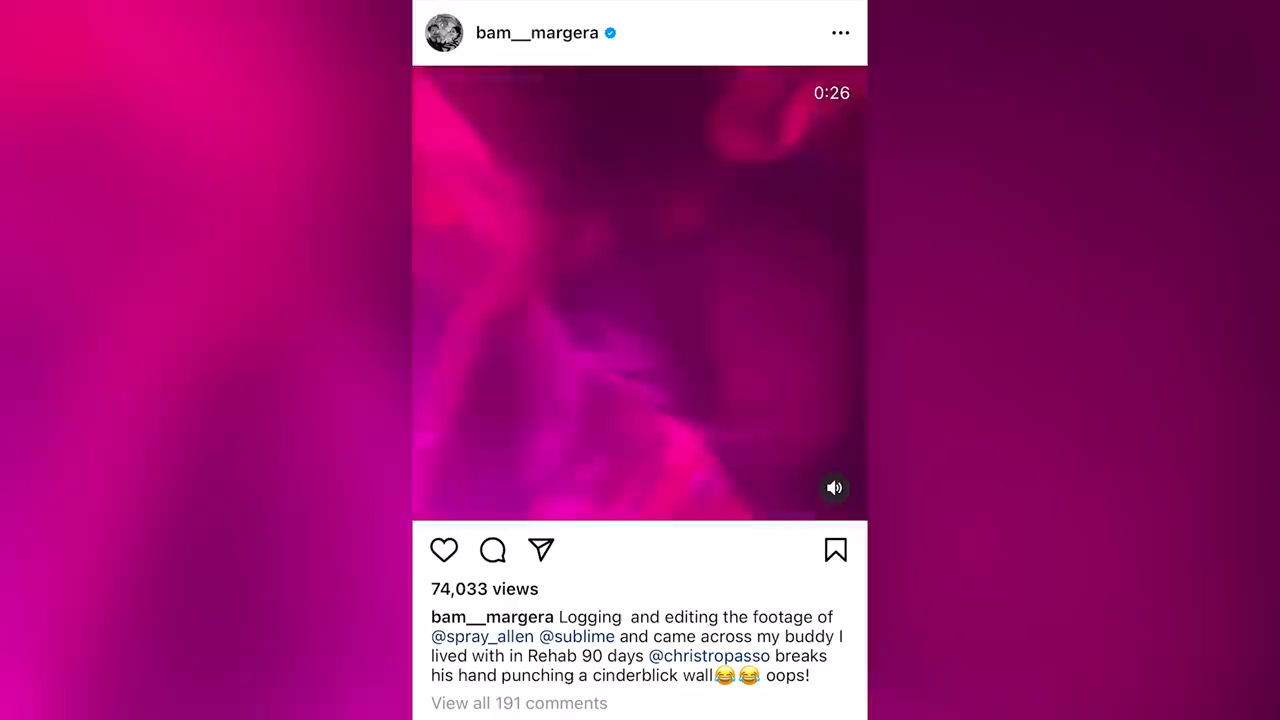 bam__margera
0:26
74,033 views
bam__margera Logging  and editing the footage of
@spray_allen @sublime and came across my buddy I
lived with in Rehab 90 days @christropasso breaks
his hand punching a cinderblick wall😂😂 oops!
View all 191 comments